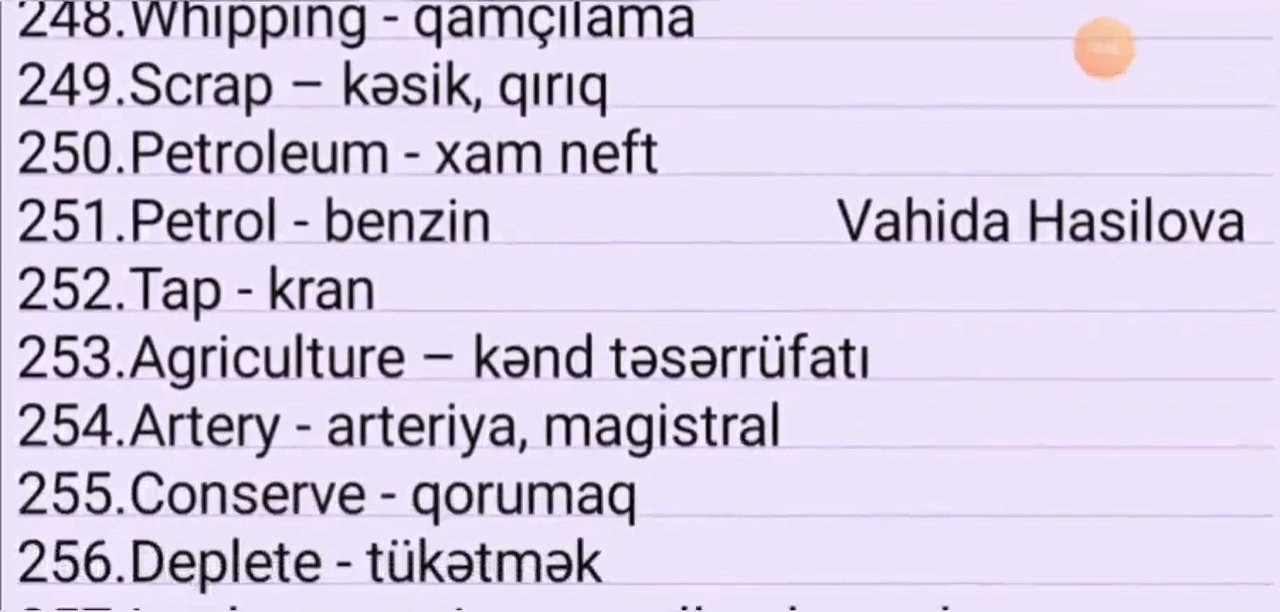 248.Whipping - qamçılama
249.Scrap – kəsik, qırıq
250.Petroleum - xam neft
251.Petrol - benzin Vahida Hasilova
252.Tap - kran
253.Agriculture – kənd təsərrüfatı
254.Artery - arteriya, magistral
255.Conserve - qorumaq
256.Deplete - tükətmək